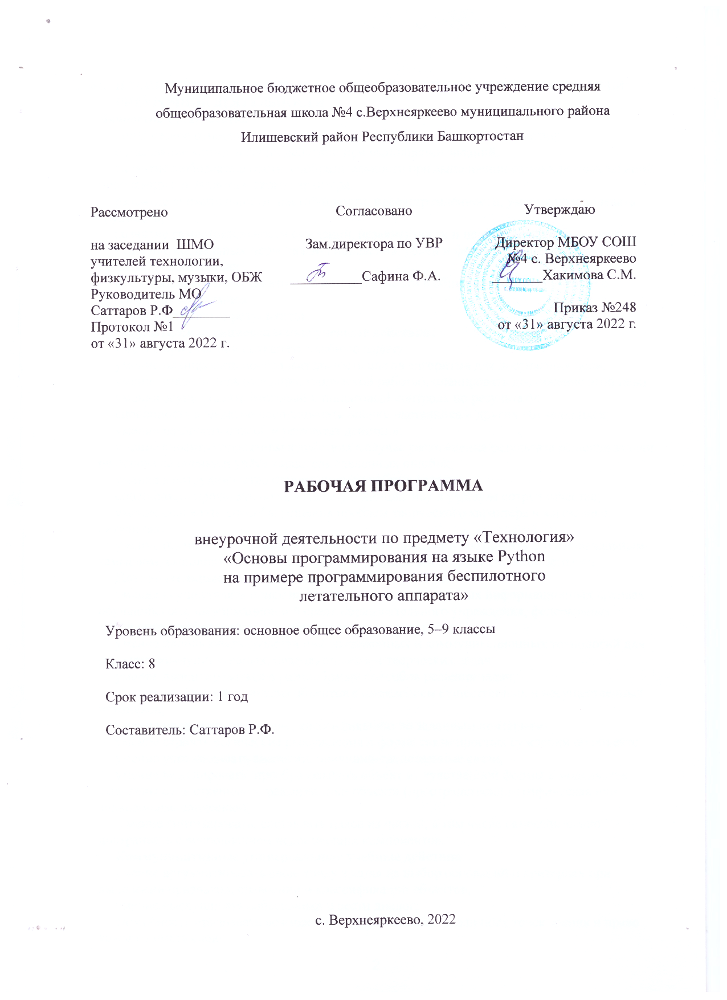 Муниципальное бюджетное общеобразовательное учреждение средняя
общеобразовательная школа №4 с.Верхнеяркеево муниципального района
Илишевский район Республики Башкортостан
Рассмотрено
на заседании ШМО
учителей технологии,
физкультуры, музыки, ОБЖ
Руководитель МО
Саттаров Р.Ф________
Протокол №1
от «31» августа 2022 г.
Согласовано
Зам.директора по УВР
__________Сафина Ф.А.
Утверждаю
Директор МБОУ СОШ
№4 с. Верхнеяркеево
_______Хакимова С.М.
Приказ №248
от «31» августа 2022 г.
РАБОЧАЯ ПРОГРАММА
внеурочной деятельности по предмету «Технология»
«Основы программирования на языке Python
на примере программирования беспилотного
летательного аппарата»
Уровень образования: основное общее образование, 5–9 классы
Класс: 8
Срок реализации: 1 год
Составитель: Саттаров Р.Ф.
с. Верхнеяркеево, 2022